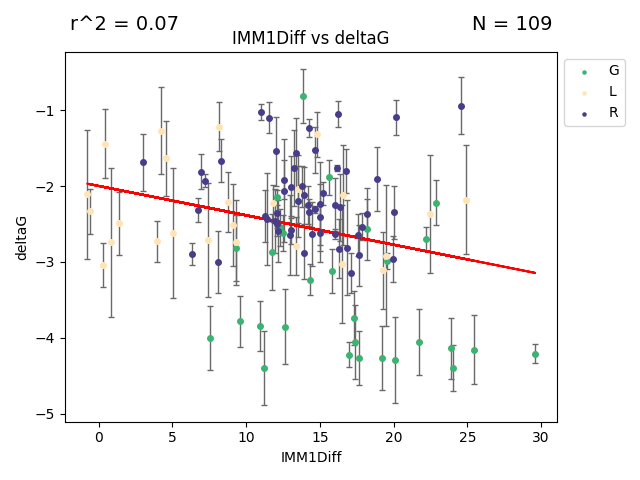 r^2 = 0.07
N = 109
IMM1Diff vs deltaG
G
L
R
−1
−2
−3
−4
−5
deltaG
0 5 10 15 20 25 30
IMM1Diff